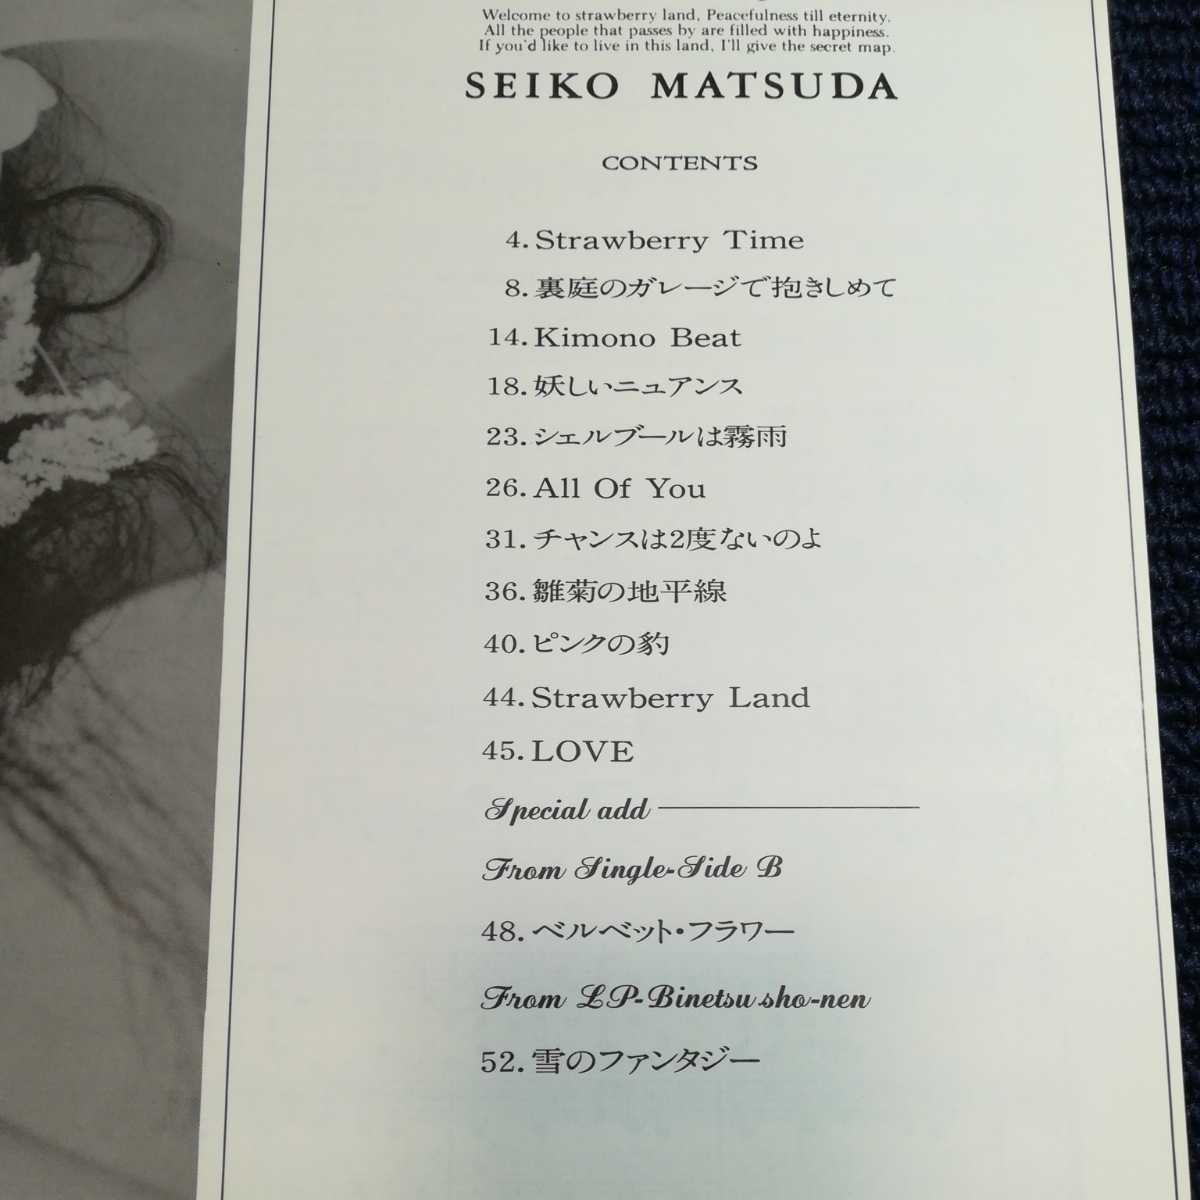 Welcome to strawberry land, Peacefulness till eternity.
All the people that passes by are filled with happiness.
If you'd like to live in this land, I'll give the secret map.
SEIKO MATSUDA
CONTENTS
4. Strawberry Time
8. 裏庭のガレージで抱きしめて
14. Kimono Beat
18. 妖しいニュアンス
23. シェルブールは霧雨
26. All Of You
31. チャンスは2度ないのよ
36. 雛菊の地平線
40. ピンクの豹
44. Strawberry Land
45. LOVE
Special add
From Single-Side B
48. ベルベット・フラワー
From LP-Binetsu sho-nen
52. 雪のファンタジー